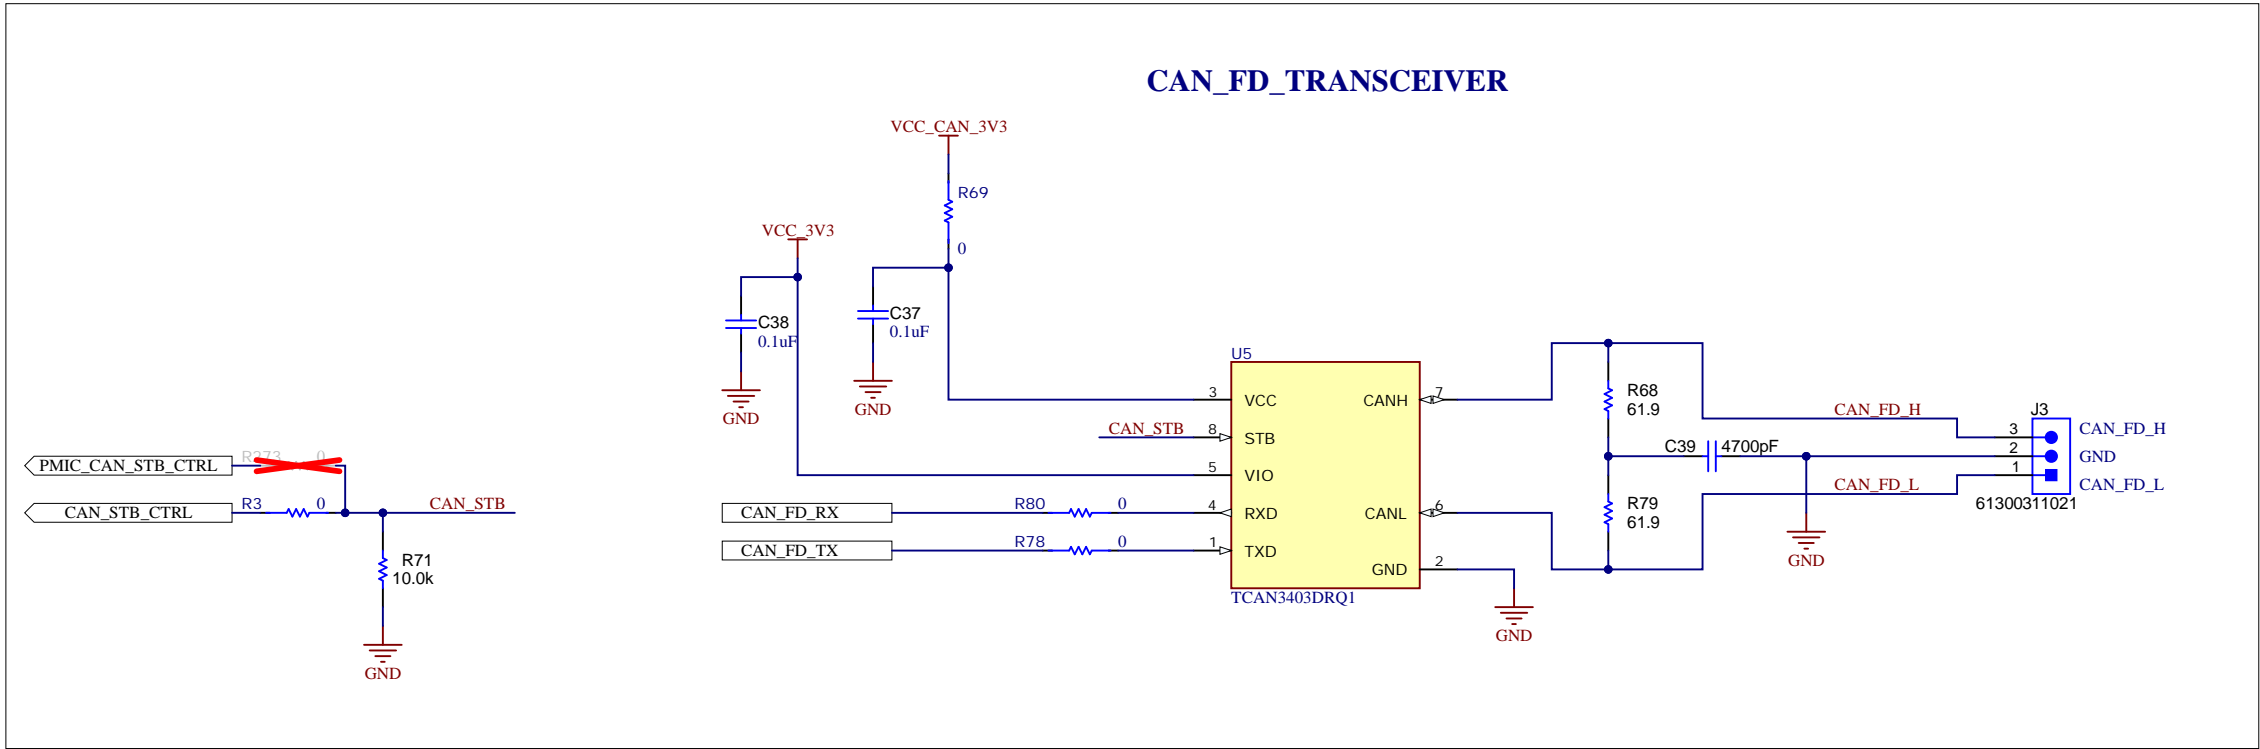 CAN_FD_TRANSCEIVER
VCC_CAN_3V3
R69
0
VCC_3V3
C38
0.1uF
GND
C37
0.1uF
GND
PMIC_CAN_STB_CTRL
R273 0
CAN_STB_CTRL
R3 0
CAN_STB
R71
10.0k
GND
CAN_FD_RX
R80 0
CAN_FD_TX
R78 0
CAN_STB
U5
3 VCC
8 STB
5 VIO
4 RXD
1 TXD
CANH 7
CANL 6
GND 2
TCAN3403DRQ1
GND
R68
61.9
C39 4700pF
R79
61.9
GND
CAN_FD_H
CAN_FD_L
J3
3 CAN_FD_H
2 GND
1 CAN_FD_L
61300311021